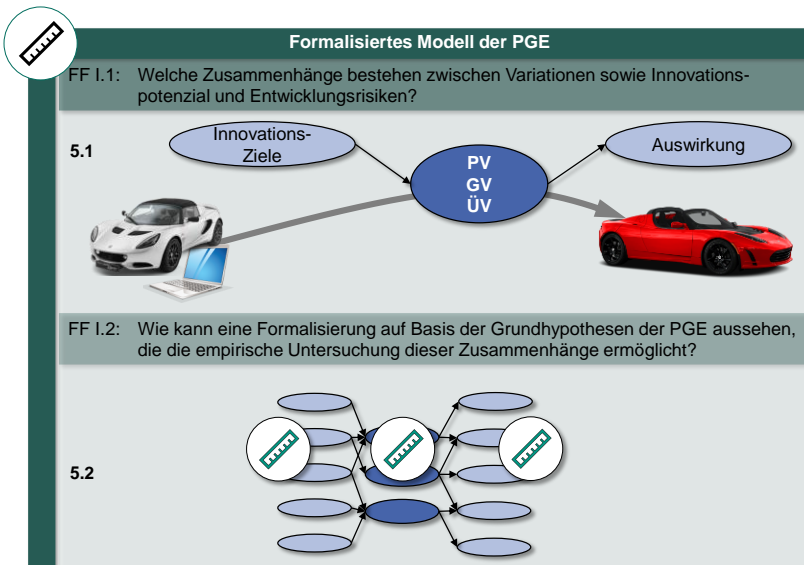 Formalisiertes Modell der PGE
FF I.1: Welche Zusammenhänge bestehen zwischen Variationen sowie Innovations-
potenzial und Entwicklungsrisiken?
5.1
Innovations-
Ziele
PV
GV
ÜV
Auswirkung
FF I.2: Wie kann eine Formalisierung auf Basis der Grundhypothesen der PGE aussehen,
die die empirische Untersuchung dieser Zusammenhänge ermöglicht?
5.2